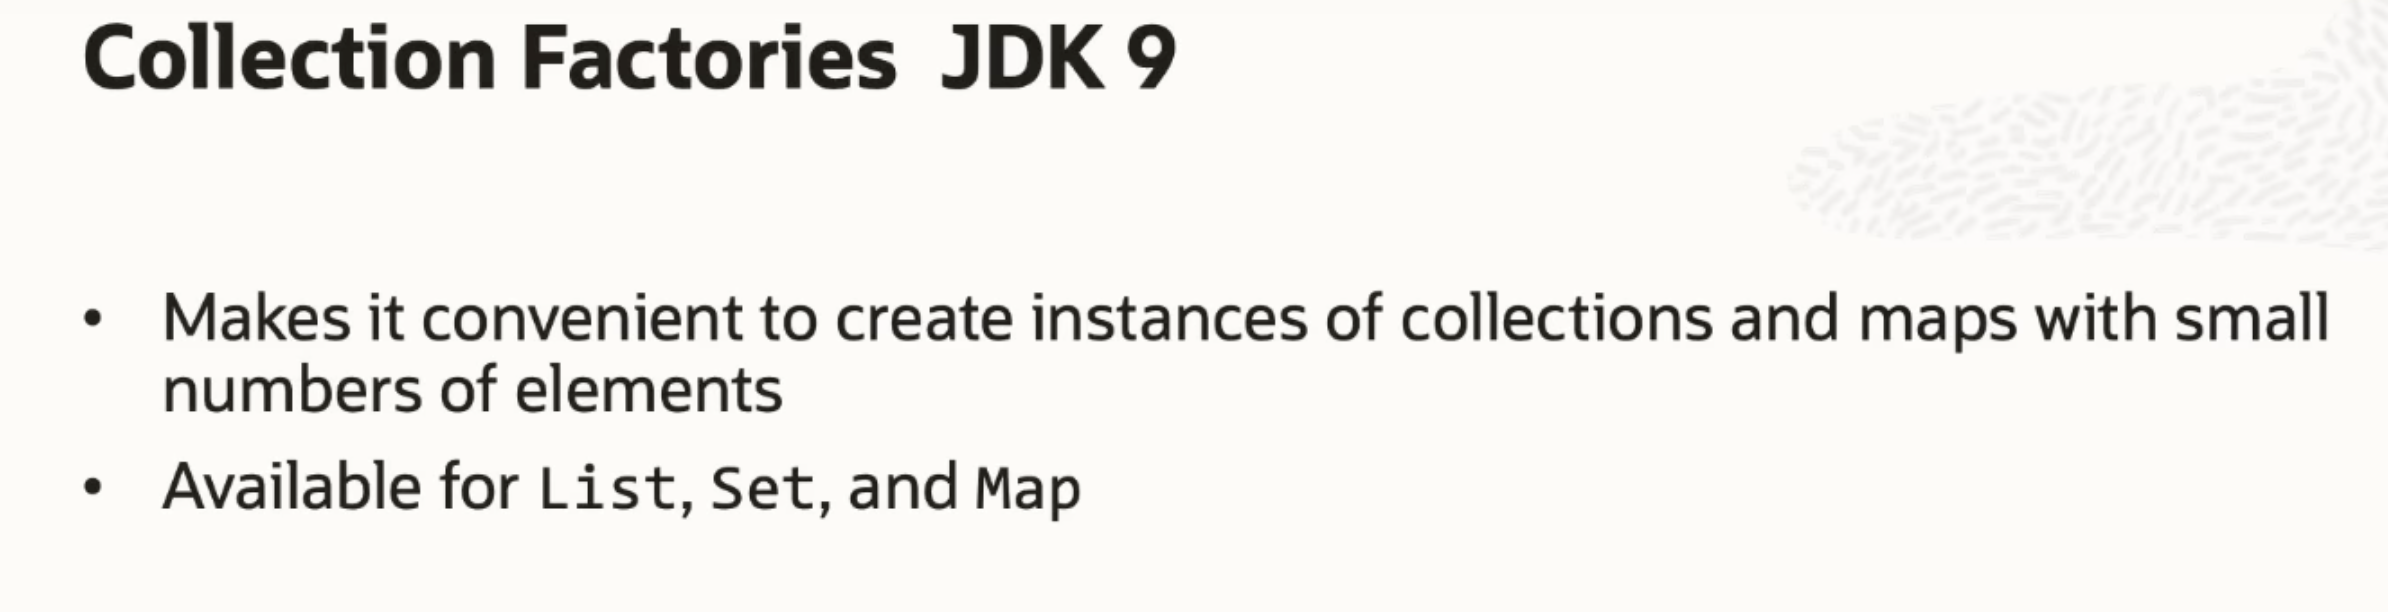 Collection Factories  JDK 9
• Makes it convenient to create instances of collections and maps with small
numbers of elements
• Available for List, Set, and Map